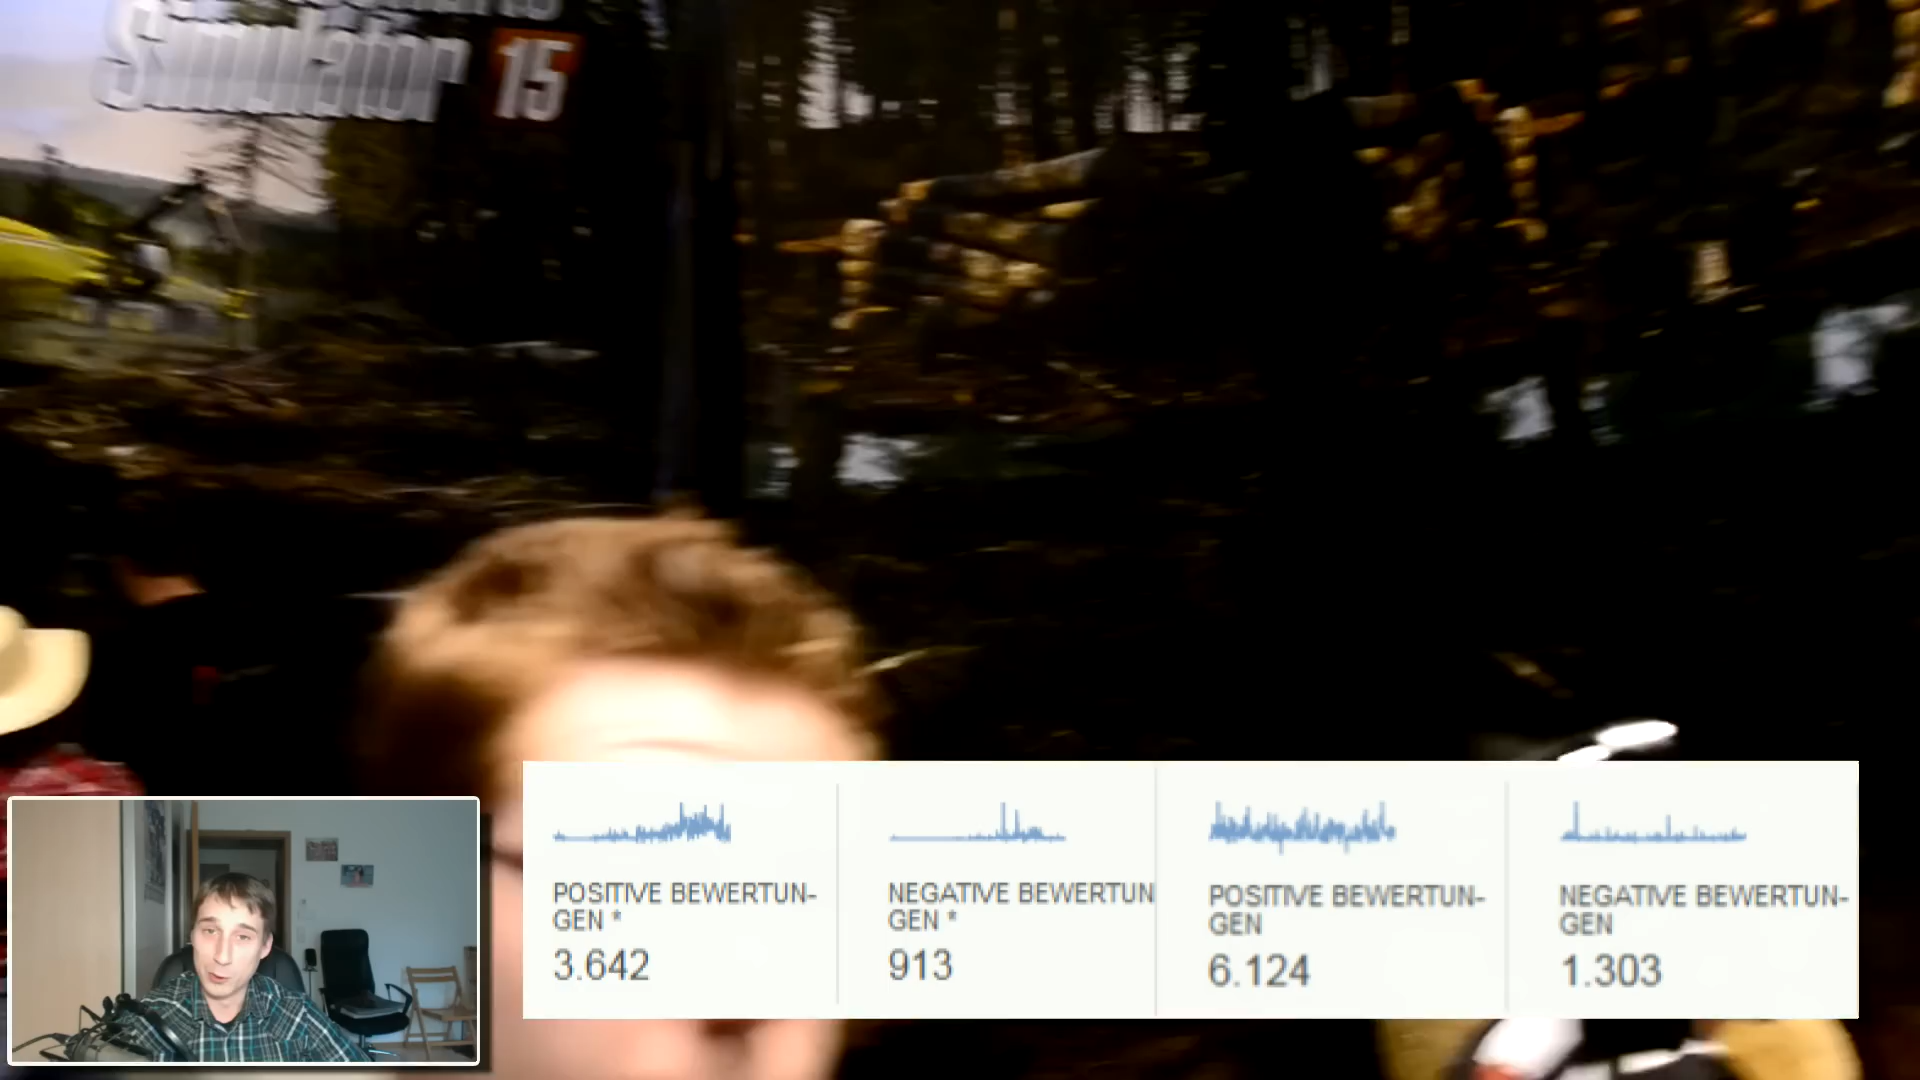 Simulator 15
POSITIVE BEWERTUN-
GEN *
3.642
NEGATIVE BEWERTUN
GEN *
913
POSITIVE BEWERTUN-
GEN
6.124
NEGATIVE BEWERTUN-
GEN
1.303